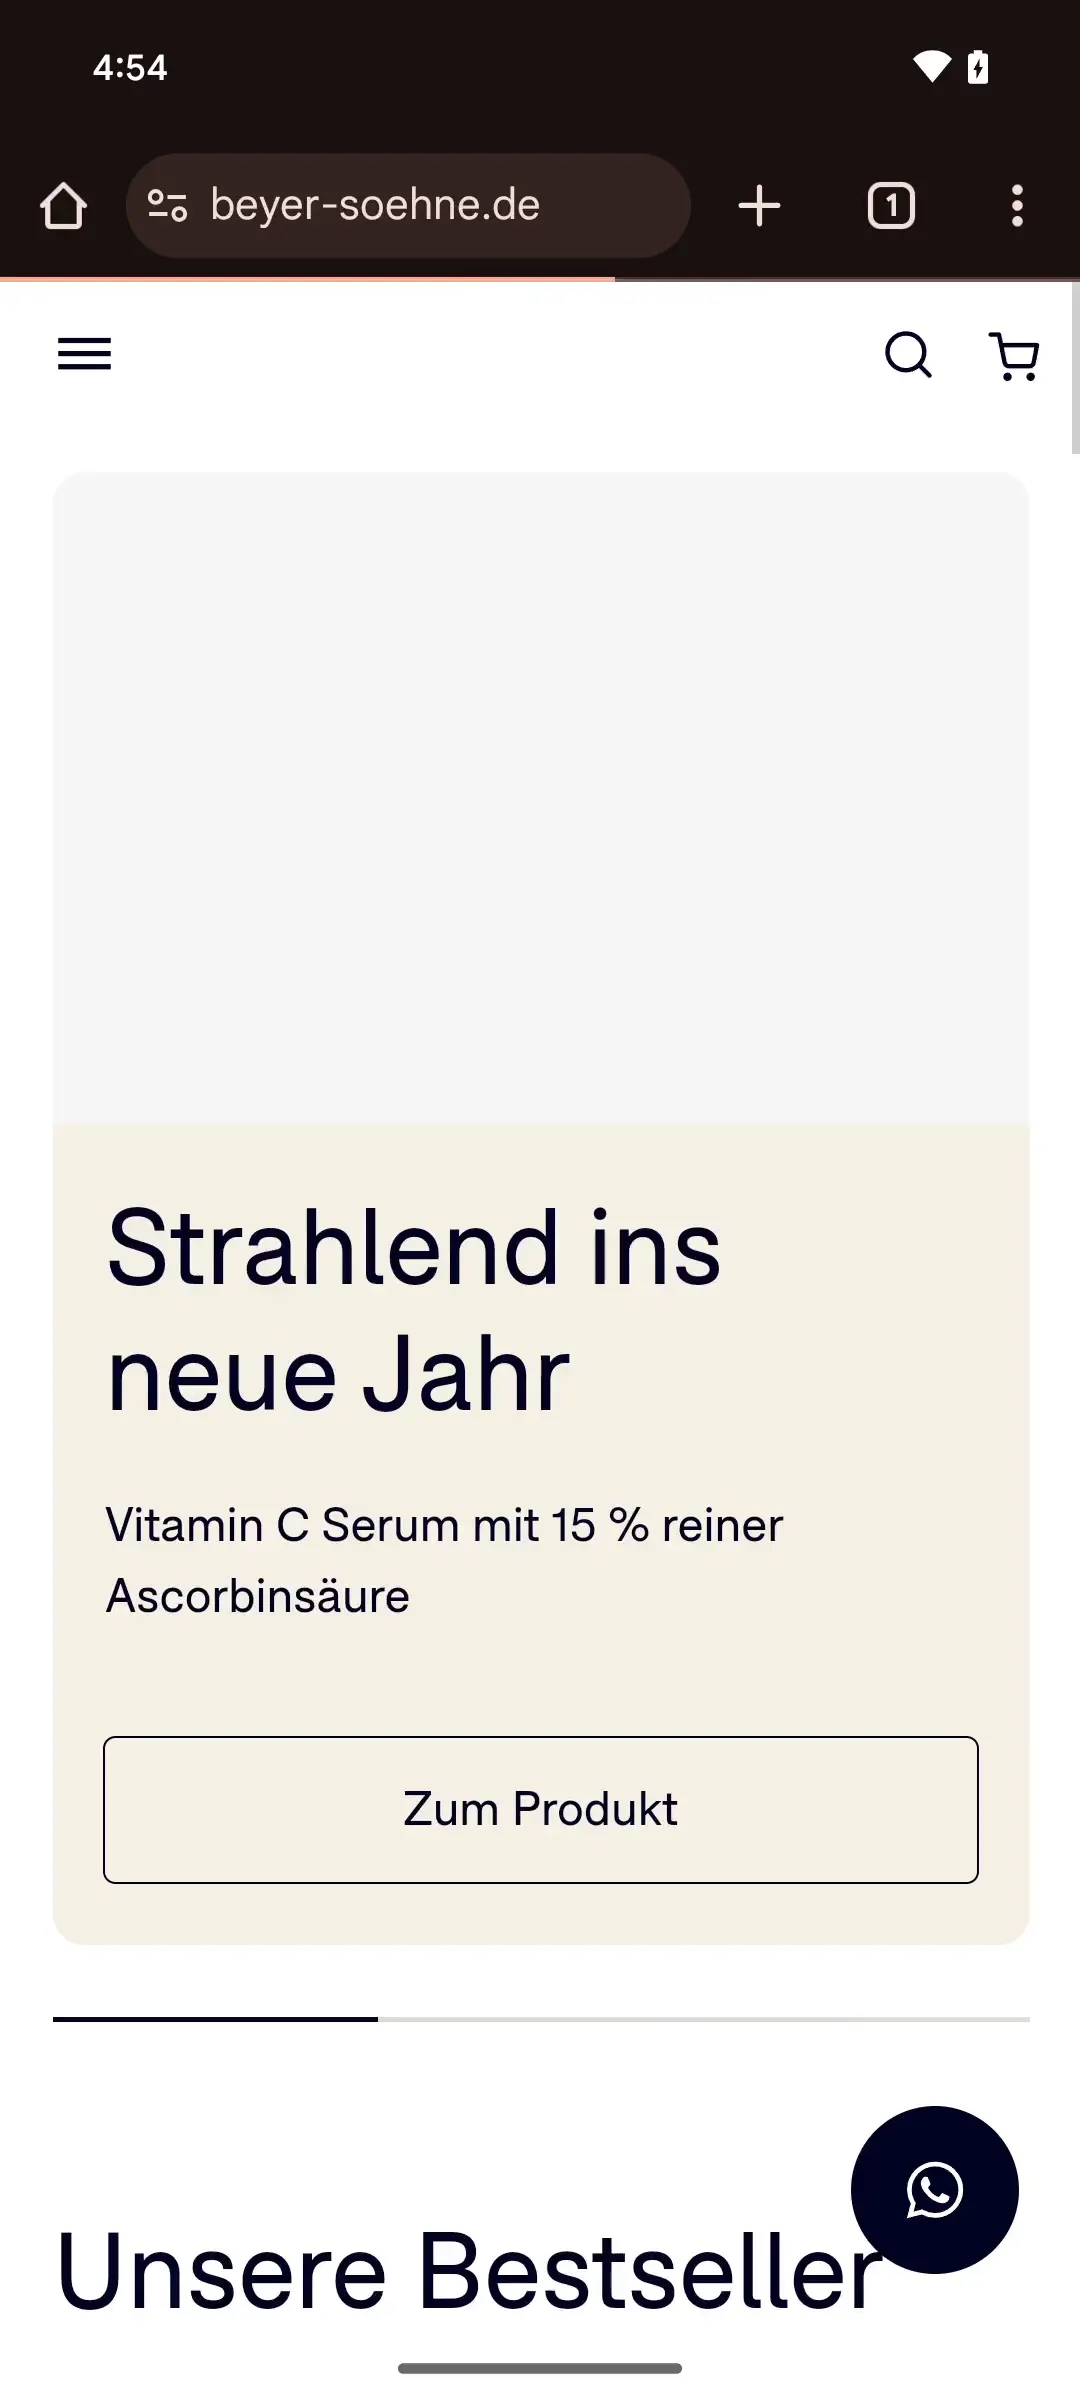 4:54
beyer-soehne.de
1
Strahlend ins
neue Jahr
Vitamin C Serum mit 15 % reiner
Ascorbinsäure
Zum Produkt
Unsere Bestseller